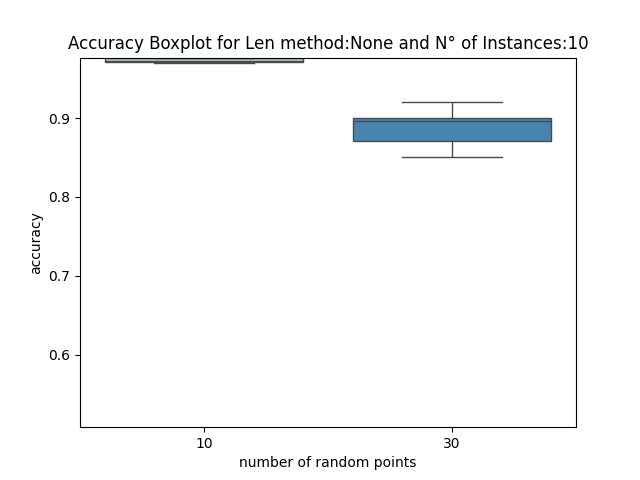 Accuracy Boxplot for Len method:None and N° of Instances:10
0.9
0.8
0.7
0.6
accuracy
10 30
number of random points